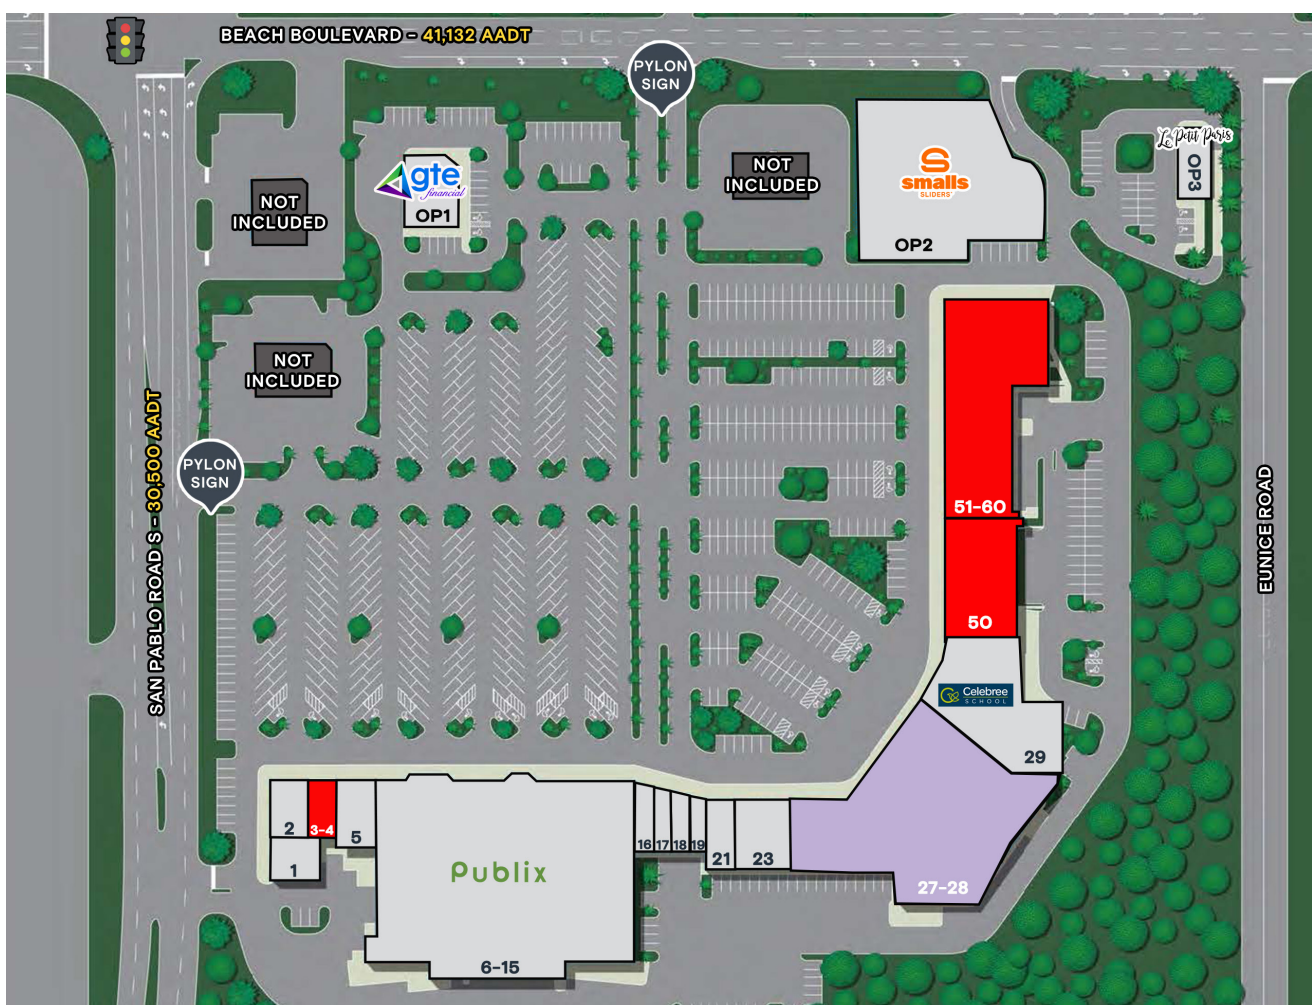 BEACH BOULEVARD - 41,132 AADT
PYLON
SIGN
Le Petit Paris
OP3
gte
financial
OP1
NOT
INCLUDED
smalls
SLIDERS
OP2
NOT
INCLUDED
NOT
INCLUDED
PYLON
SIGN
SAN PABLO ROAD S - 30,500 AADT
EUNICE ROAD
51-60
50
Celebree
SCHOOL
29
2
3-4
5
1
Publix
6-15
16
17
18
19
21
23
27-28